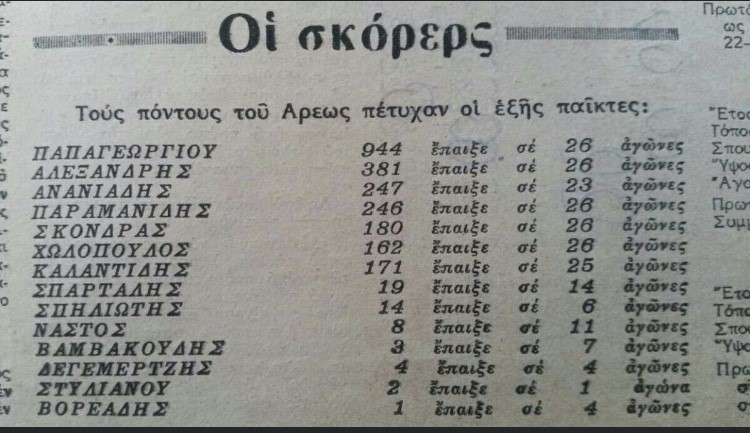 Οἱ σκόρερς
Τούς πόντους τοῦ Αρεως πέτυχαν οἱ ἑξῆς παῖκτες:
ΠΑΠΑΓΕΩΡΓΙΟΥ 944 ἔπαιξε σέ 26 ἀγῶνες
ΑΛΕΞΑΝΔΡΗΣ 381 ἔπαιξε σέ 26 ἀγῶνες
ΑΝΑΝΙΑΔΗΣ 247 ἔπαιξε σέ 23 ἀγῶνες
ΠΑΡΑΜΑΝΙΔΗΣ 246 ἔπαιξε σέ 26 ἀγῶνες
ΣΚΟΝΔΡΑΣ 180 ἔπαιξε σέ 26 ἀγῶνες
ΧΩΛΟΠΟΥΛΟΣ 162 ἔπαιξε σέ 26 ἀγῶνες
ΚΑΛΑΝΤΙΔΗΣ 171 ἔπαιξε σέ 25 ἀγῶνες
ΣΠΑΡΤΑΛΗΣ 19 ἔπαιξε σέ 14 ἀγῶνες
ΣΠΗΛΙΩΤΗΣ 14 ἔπαιξε σέ 6 ἀγῶνες
ΝΑΣΤΟΣ 8 ἔπαιξε σέ 11 ἀγῶνες
ΒΑΜΒΑΚΟΥΔΗΣ 3 ἔπαιξε σέ 7 ἀγῶνες
ΔΕΓΕΜΕΡΤΖΗΣ 4 ἔπαιξε σέ 4 ἀγῶνες
ΣΤΥΛΙΑΝΟΥ 2 ἔπαιξε σέ 1 ἀγώνα
ΒΟΡΕΑΔΗΣ 1 ἔπαιξε σέ 4 ἀγῶνες
ως
22-